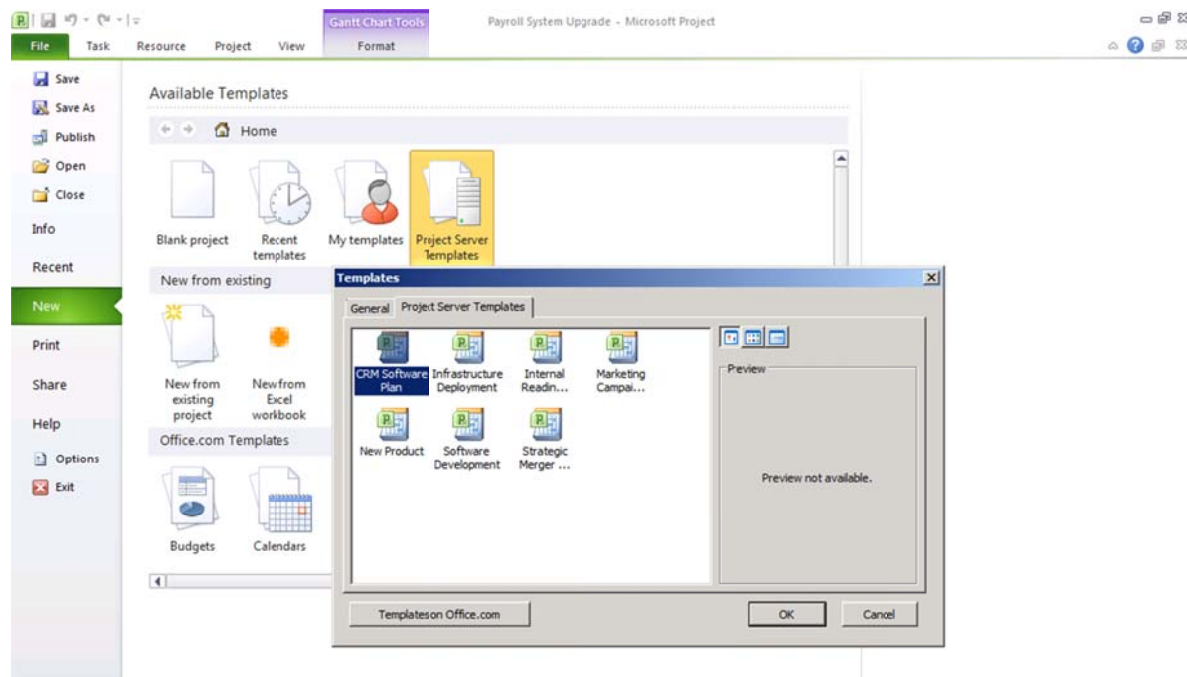 Gantt Chart Tools
Payroll System Upgrade - Microsoft Project
File Task Resource Project View Format
Save
Save As
Publish
Open
Close
Info
Recent
New
Print
Share
Help
Options
Exit
Available Templates
Home
Blank project
Recent
templates
My templates
Project Server
Templates
New from existing
New from
existing
project
New from
Excel
workbook
Office.com Templates
Budgets
Calendars
Templates
General Project Server Templates
CRM Software
Plan
Infrastructure
Deployment
Internal
Readin...
Marketing
Campai...
New Product
Software
Development
Strategic
Merger ...
Preview
Preview not available.
Templateson Office.com
OK
Cancel